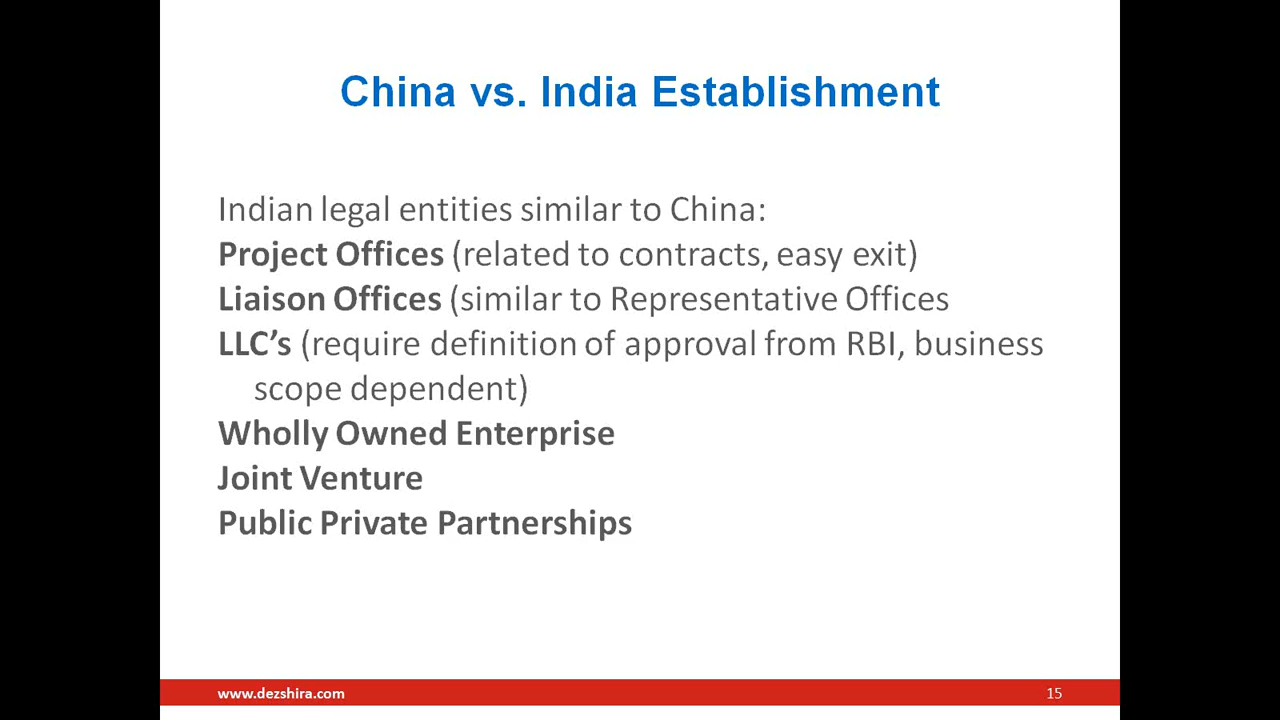 China vs. India Establishment
Indian legal entities similar to China:
Project Offices (related to contracts, easy exit)
Liaison Offices (similar to Representative Offices
LLC’s (require definition of approval from RBI, business
scope dependent)
Wholly Owned Enterprise
Joint Venture
Public Private Partnerships
www.dezshira.com
15